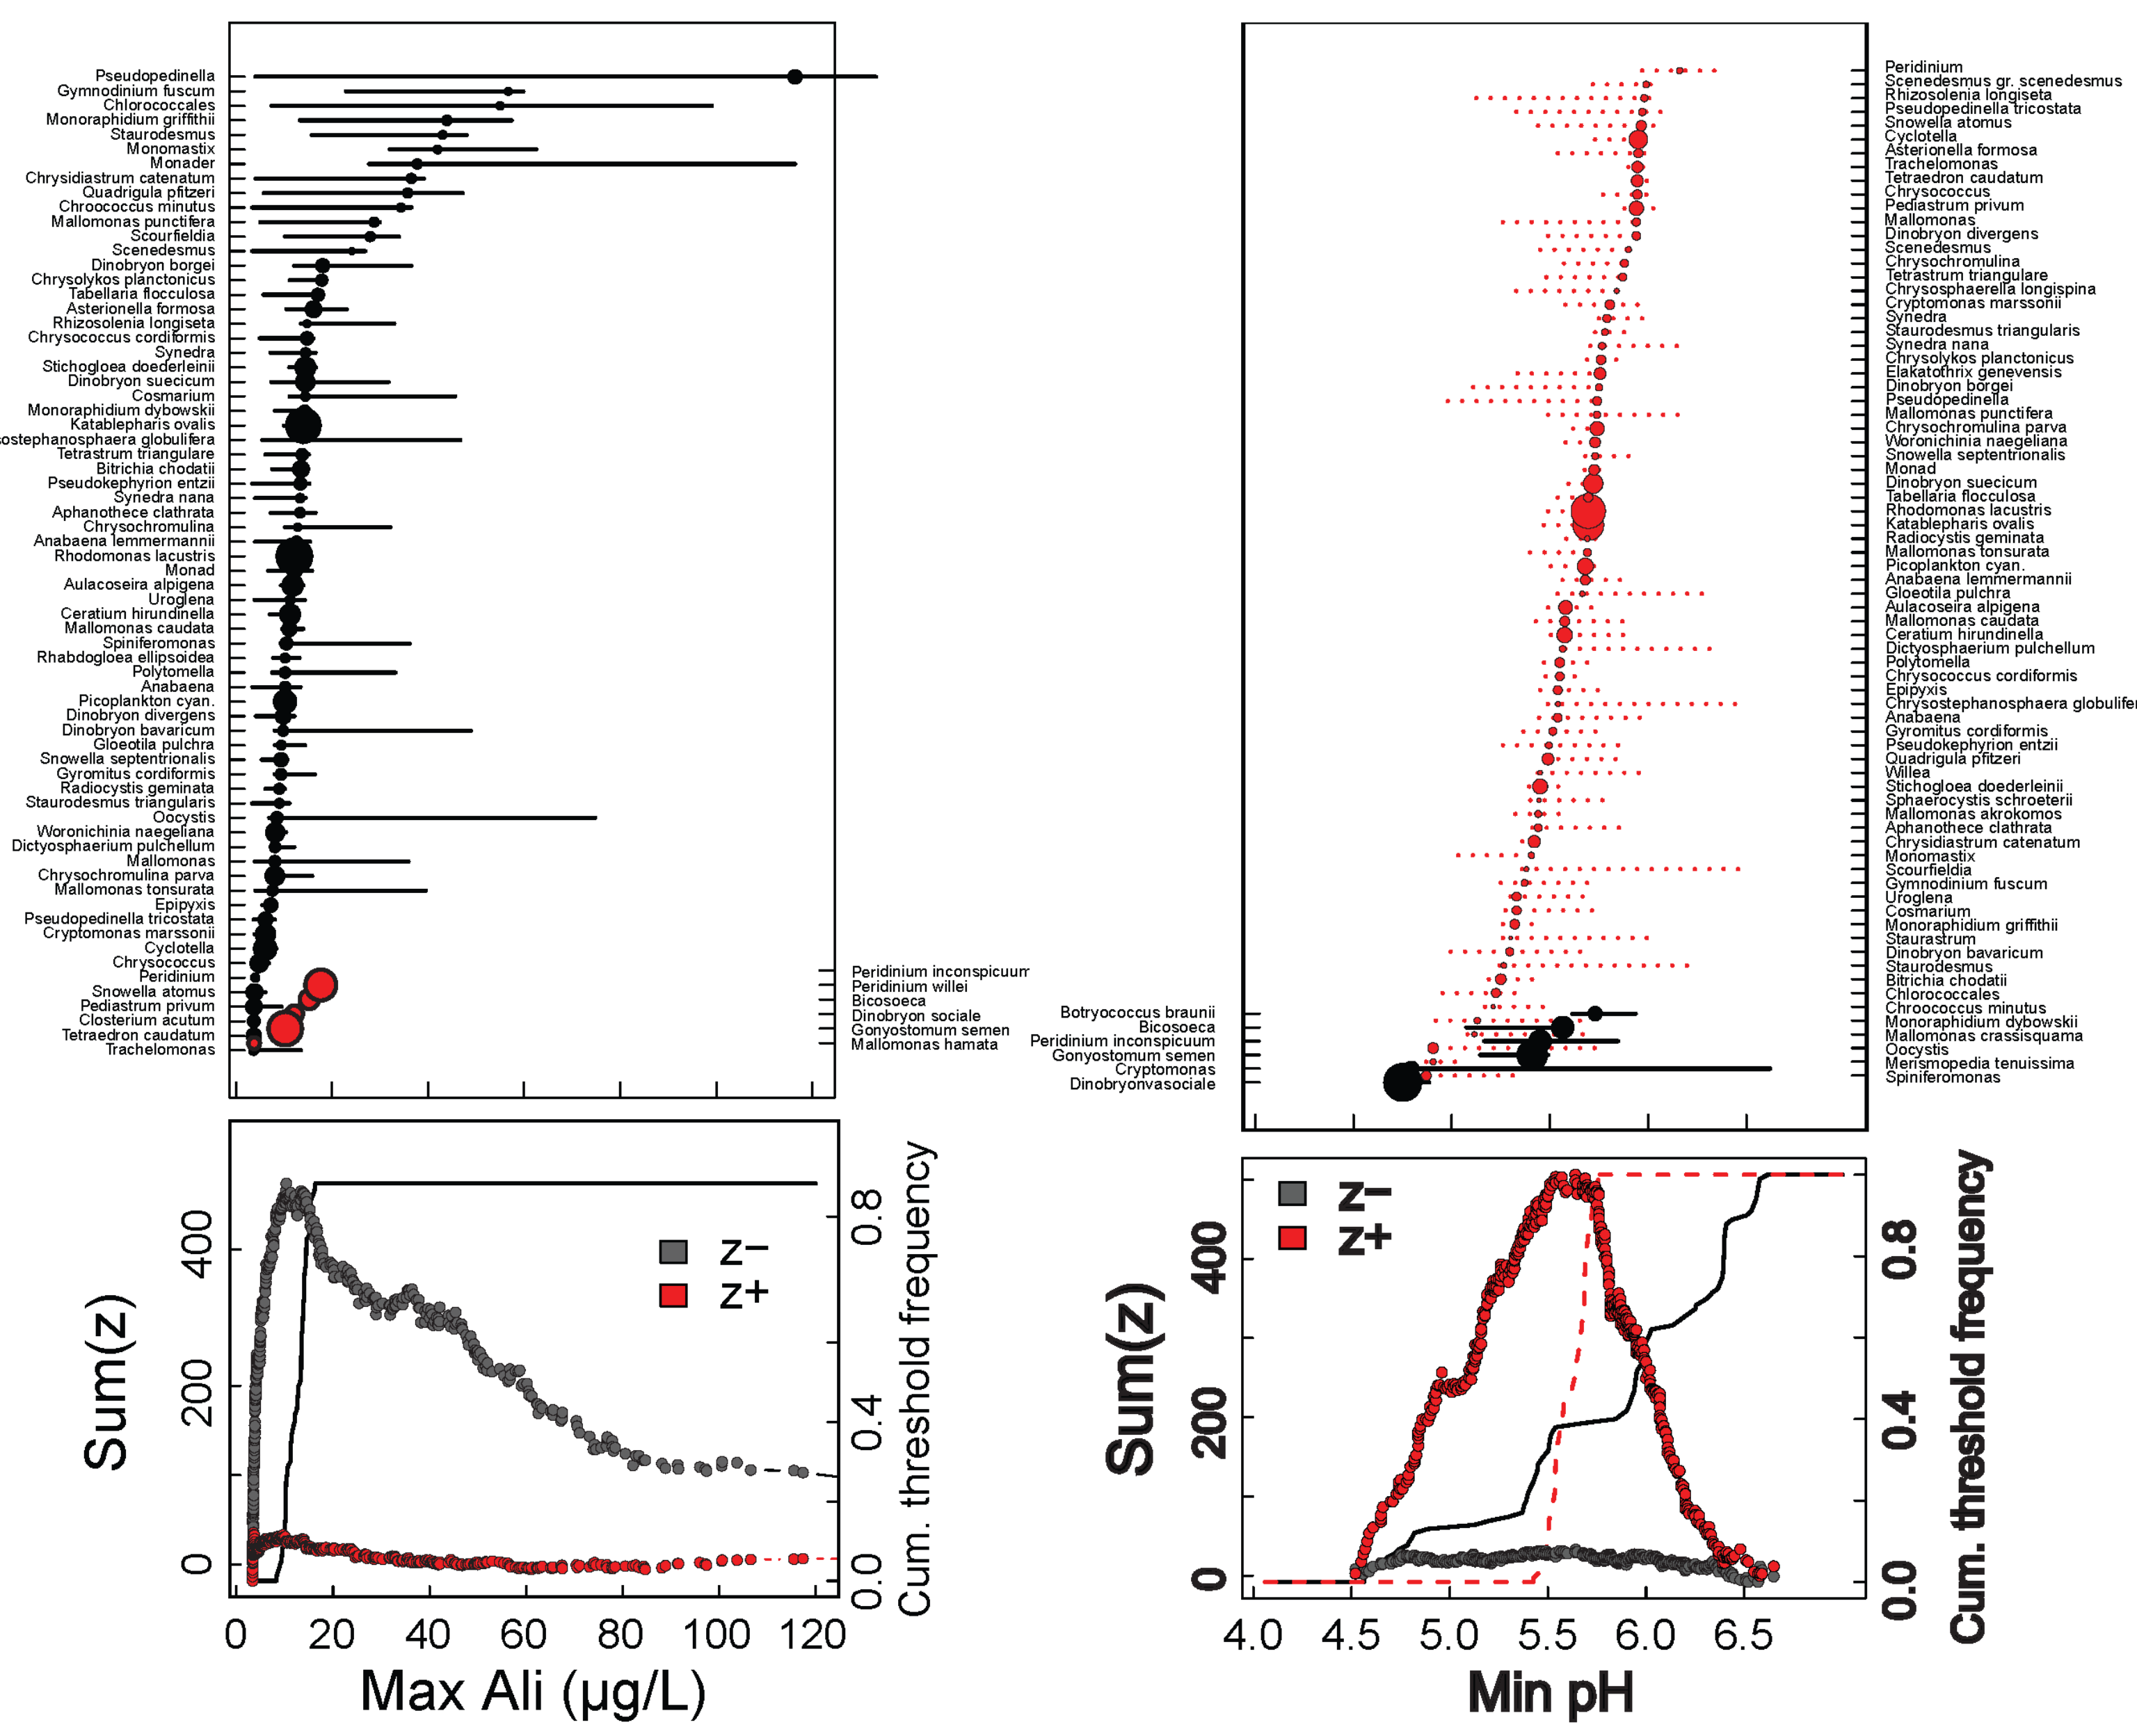 Pseudopedinella
Gymnodinium fuscum
Chlorococcales
Monoraphidium griffithii
Staurodesmus
Monomastix
Monader
Chrysidiastrum catenatum
Quadrigula pfitzeri
Chroococcus minutus
Mallomonas punctifera
Scourfieldia
Scenedesmus
Dinobryon borgei
Chrysolykos planctonicus
Tabellaria flocculosa
Asterionella formosa
Rhizosolenia longiseta
Chrysococcus cordiformis
Synedra
Stichogloea doederleinii
Dinobryon suecicum
Cosmarium
Monoraphidium dybowskii
Katablepharis ovalis
sostephanosphaera globulifera
Tetrastrum triangulare
Bitrichia chodatii
Pseudokephyrion entzii
Synedra nana
Aphanothece clathrata
Chrysochromulina
Anabaena lemmermannii
Rhodomonas lacustris
Monad
Aulacoseira alpigena
Uroglena
Ceratium hirundinella
Mallomonas caudata
Spiniferomonas
Rhabdogloea ellipsoidea
Polytomella
Anabaena
Picoplankton cyan.
Dinobryon divergens
Dinobryon bavaricum
Gloeotila pulchra
Snowella septentrionalis
Gyromitus cordiformis
Radiocystis geminata
Staurodesmus triangularis
Oocystis
Woronichinia naegeliana
Dictyosphaerium pulchellum
Mallomonas
Chrysochromulina parva
Mallomonas tonsurata
Epipyxis
Pseudopedinella tricostata
Cryptomonas marssonii
Cyclotella
Chrysococcus
Peridinium
Snowella atomus
Pediastrum privum
Closterium acutum
Tetraedron caudatum
Trachelomonas
Peridinium inconspicuum
Peridinium willei
Bicosoeca
Dinobryon sociale
Gonyostomum semen
Mallomonas hamata
Sum(z)
0
200
400
z−
z+
0.0
0.4
0.8
Cum. threshold frequency
0 20 40 60 80 100 120
Max Ali (µg/L)
Peridinium
Scenedesmus gr. scenedesmus
Rhizosolenia longiseta
Pseudopedinella tricostata
Snowella atomus
Cyclotella
Asterionella formosa
Trachelomonas
Tetraedron caudatum
Chrysococcus
Pediastrum privum
Mallomonas
Dinobryon divergens
Scenedesmus
Chrysochromulina
Tetrastrum triangulare
Chrysosphaerella longispina
Cryptomonas marssonii
Synedra
Staurodesmus triangularis
Synedra nana
Chrysolykos planctonicus
Elakatothrix genevensis
Dinobryon borgei
Pseudopedinella
Mallomonas punctifera
Chrysochromulina parva
Woronichinia naegeliana
Snowella septentrionalis
Monad
Dinobryon suecicum
Tabellaria flocculosa
Rhodomonas lacustris
Katablepharis ovalis
Radiocystis geminata
Mallomonas tonsurata
Picoplankton cyan.
Anabaena lemmermannii
Gloeotila pulchra
Aulacoseira alpigena
Mallomonas caudata
Ceratium hirundinella
Dictyosphaerium pulchellum
Polytomella
Chrysococcus cordiformis
Epipyxis
Chrysostephanosphaera globulifer
Anabaena
Gyromitus cordiformis
Pseudokephyrion entzii
Quadrigula pfitzeri
Willea
Stichogloea doederleinii
Sphaerocystis schroeterii
Mallomonas akrokomos
Aphanothece clathrata
Chrysidiastrum catenatum
Monomastix
Scourfieldia
Gymnodinium fuscum
Uroglena
Cosmarium
Monoraphidium griffithii
Staurastrum
Dinobryon bavaricum
Staurodesmus
Bitrichia chodatii
Chlorococcales
Chroococcus minutus
Monoraphidium dybowskii
Mallomonas crassisquama
Oocystis
Merismopedia tenuissima
Spiniferomonas
Botryococcus braunii
Bicosoeca
Peridinium inconspicuum
Gonyostomum semen
Cryptomonas
Dinobryonvasociale
Sum(z)
0
200
400
z−
z+
0.0
0.4
0.8
Cum. threshold frequency
4.0 4.5 5.0 5.5 6.0 6.5
Min pH